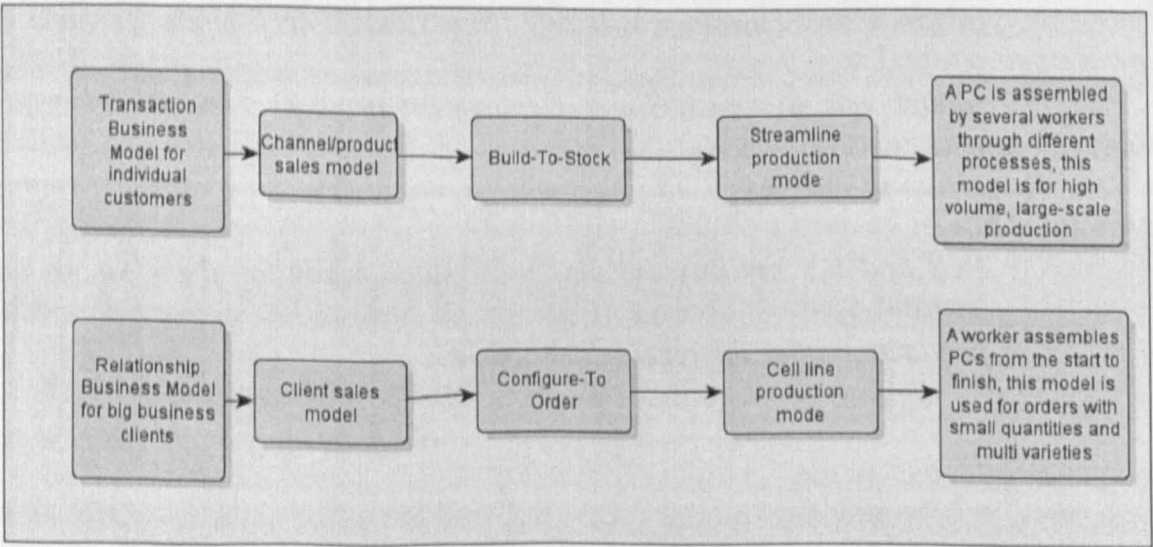 Transaction
Business
Model for
individual
customers
Channel/product
sales model
Build-To-Stock
Streamline
production
mode
A PC is assembled
by several workers
through different
processes, this
model is for high
volume, large-scale
production
Relationship
Business Model
for big business
clients
Client sales
model
Configure-To
Order
Cell line
production
mode
A worker assembles
PCs from the start to
finish, this model is
used for orders with
small quantities and
multi varieties